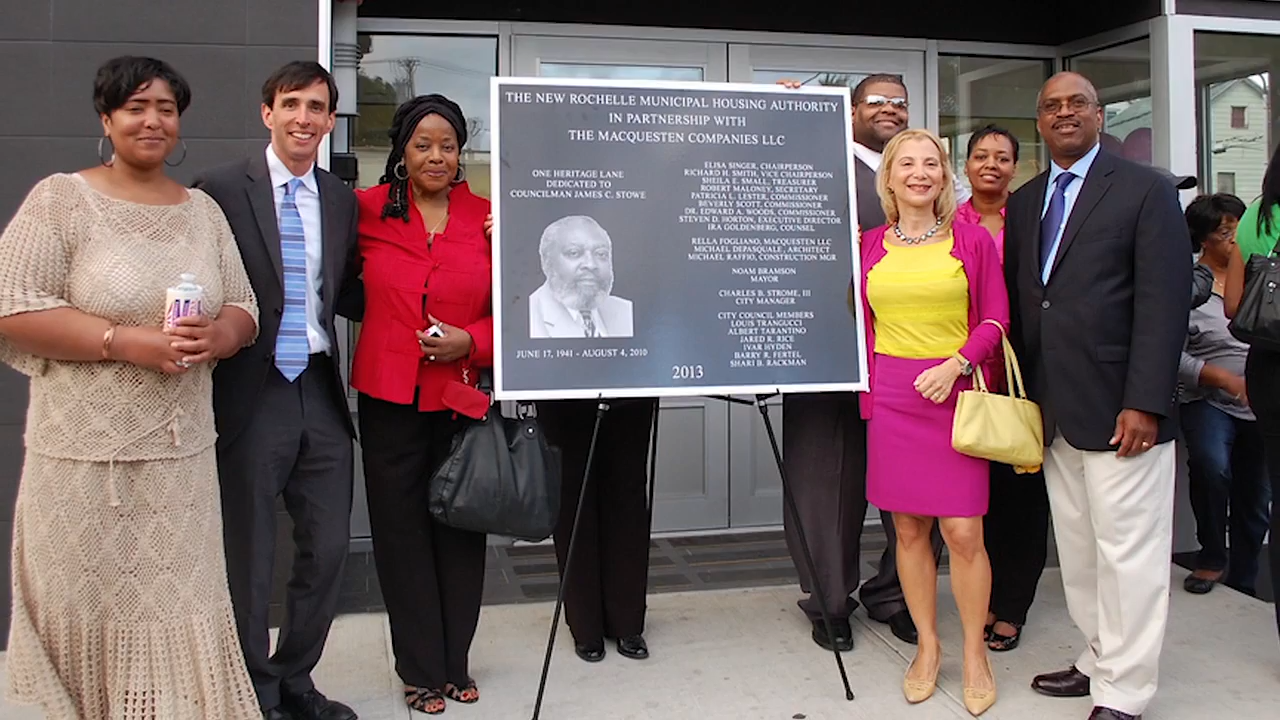 THE NEW ROCHELLE MUNICIPAL HOUSING AUTHORITY
IN PARTNERSHIP WITH
THE MACQUESTEN COMPANIES LLC
ONE HERITAGE LANE
DEDICATED TO
COUNCILMAN JAMES C. STOWE
JUNE 17, 1941 - AUGUST 4, 2010
ELISA SINGER, CHAIRPERSON
RICHARD H. SMITH, VICE CHAIRPERSON
SHEILA E. SMALL, TREASURER
ROBERT MALONEY, SECRETARY
PATRICIA L. LESTER, COMMISSIONER
BEVERLY SCOTT, COMMISSIONER
DR. EDWARD A. WOODS, COMMISSIONER
STEVEN D. HORTON, EXECUTIVE DIRECTOR
IRA GOLDENBERG, COUNSEL
RELLA FOGLIANO, MACQUESTEN LLC
MICHAEL DEPASQUALE, ARCHITECT
MICHAEL RAFFIO, CONSTRUCTION MGR
NOAM BRAMSON
MAYOR
CHARLES B. STROME, III
CITY MANAGER
CITY COUNCIL MEMBERS
LOUIS TRANGUCCI
ALBERT TARANTINO
JARED R. RICE
IVAR HYDEN
BARRY R. FERTEL
SHARI B. RACKMAN
2013